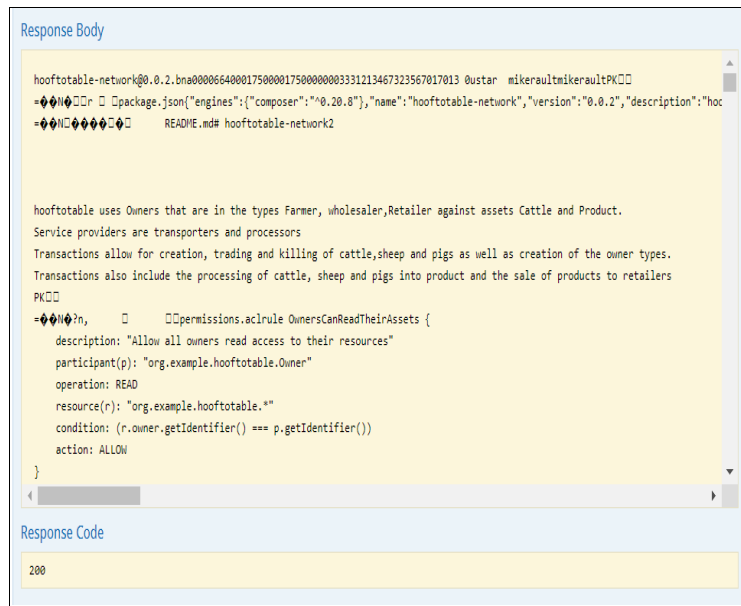 Response Body
hooftotable-network@0.0.2.bna0000664000175000017500000003331213467323567017013 0ustar mikeraultmikeraultPK□□
=��N�□□r □ □package.json{"engines":{"composer":"^0.20.8"},"name":"hooftotable-network","version":"0.0.2","description":"hoo
=��N□����□�□ README.md# hooftotable-network2
hooftotable uses Owners that are in the types Farmer, wholesaler,Retailer against assets Cattle and Product.
Service providers are transporters and processors
Transactions allow for creation, trading and killing of cattle,sheep and pigs as well as creation of the owner types.
Transactions also include the processing of cattle, sheep and pigs into product and the sale of products to retailers
PK□□
=��N�?n, □ □□permissions.aclrule OwnersCanReadTheirAssets {
description: "Allow all owners read access to their resources"
participant(p): "org.example.hooftotable.Owner"
operation: READ
resource(r): "org.example.hooftotable.*"
condition: (r.owner.getIdentifier() === p.getIdentifier())
action: ALLOW
}
Response Code
200